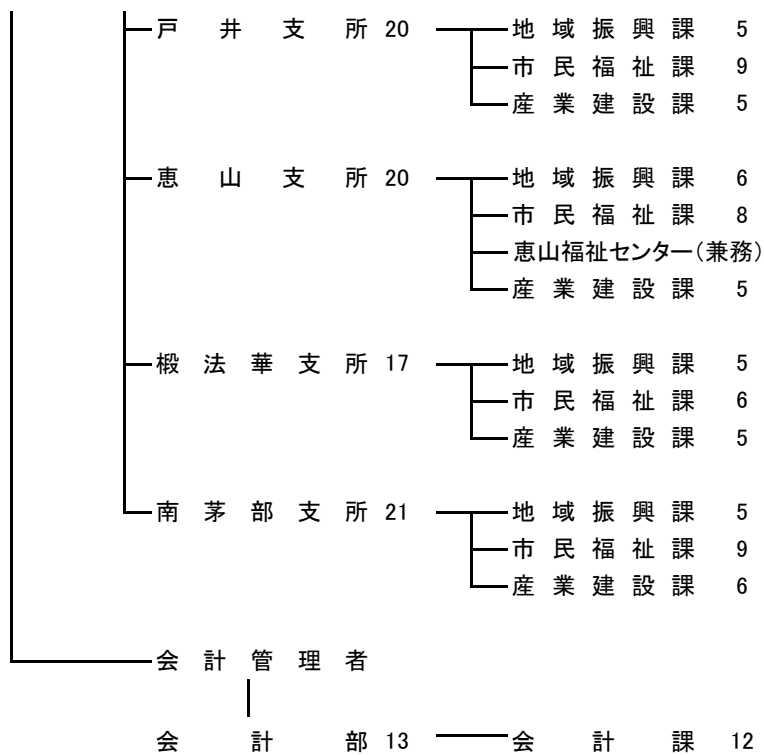 戸井支所 20 地域振興課 5
市民福祉課 9
産業建設課 5
恵山支所 20 地域振興課 6
市民福祉課 8
恵山福祉センター(兼務)
産業建設課 5
椴法華支所 17 地域振興課 5
市民福祉課 6
産業建設課 5
南茅部支所 21 地域振興課 5
市民福祉課 9
産業建設課 6
会計管理者
会計部 13 会計課 12